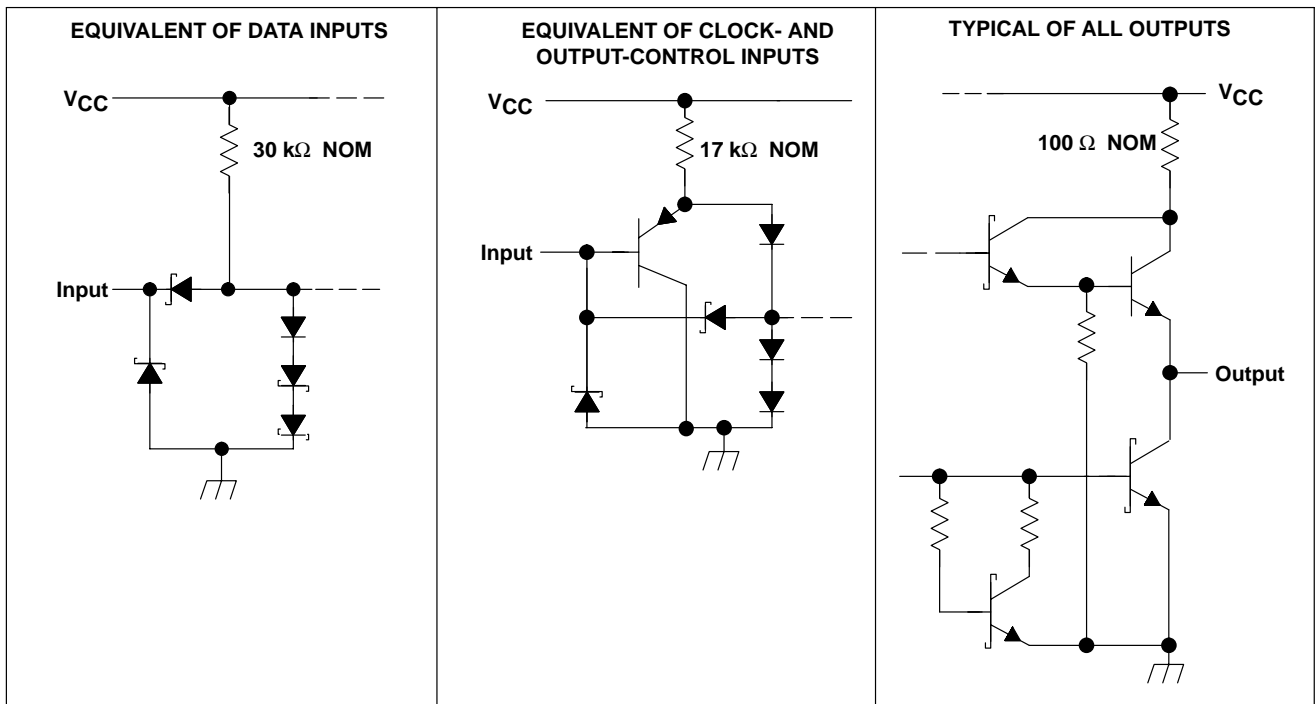 EQUIVALENT OF DATA INPUTS
VCC
30 kΩ NOM
Input
EQUIVALENT OF CLOCK- AND
OUTPUT-CONTROL INPUTS
VCC
17 kΩ NOM
Input
TYPICAL OF ALL OUTPUTS
VCC
100 Ω NOM
Output